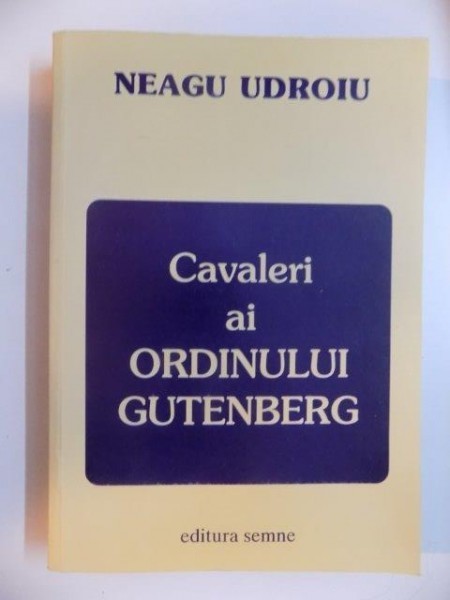 NEAGU UDROIU
Cavaleri
ai
ORDINULUI
GUTENBERG
editura semne